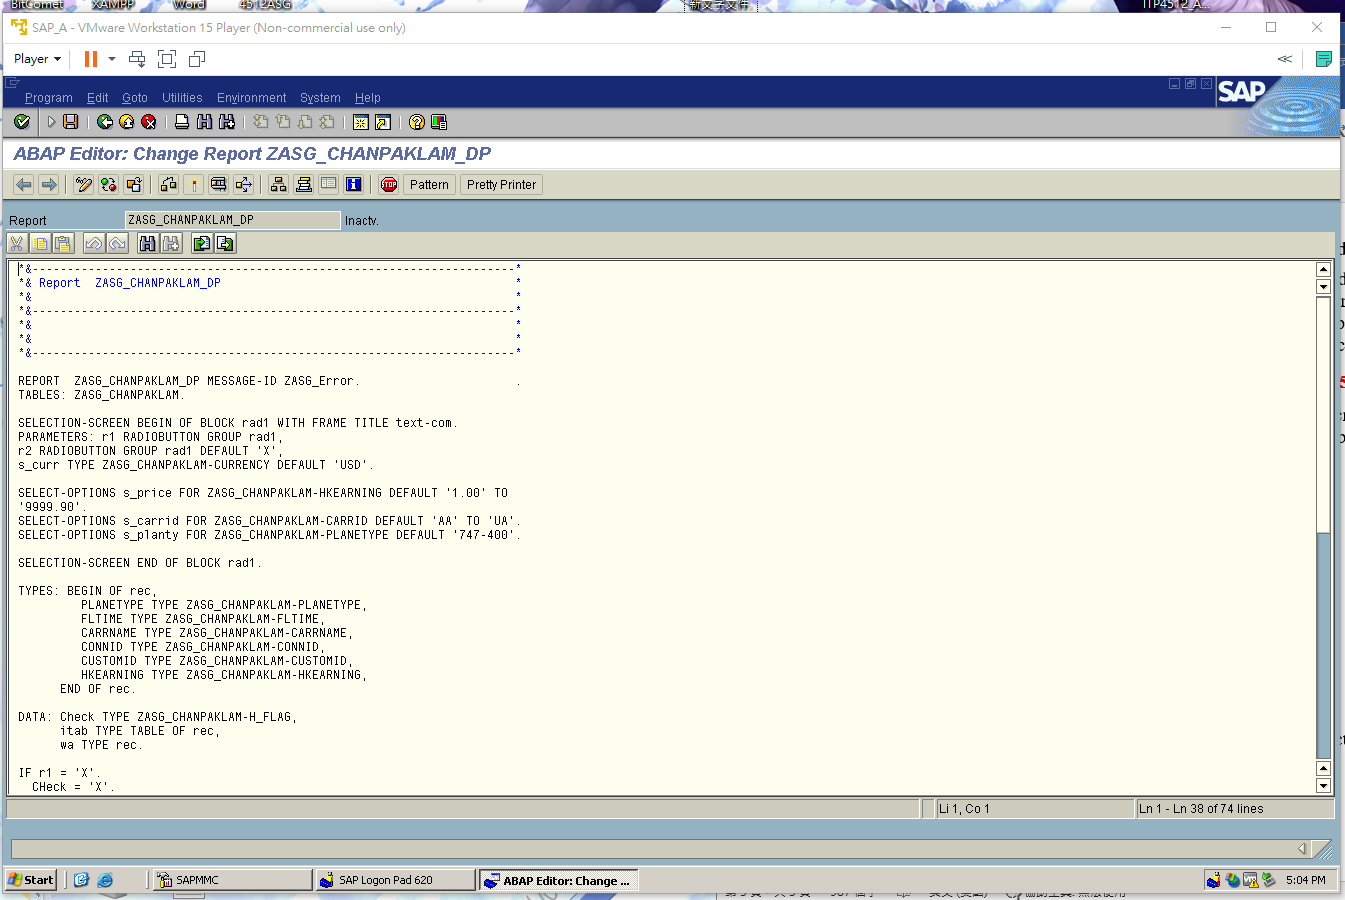 BitComet XAMPP Word 4512ASG 新文字文件 ITP4512_A...
SAP_A - VMware Workstation 15 Player (Non-commercial use only)
Player
Program Edit Goto Utilities Environment System Help
SAP
ABAP Editor: Change Report ZASG_CHANPAKLAM_DP
STOP Pattern Pretty Printer
Report ZASG_CHANPAKLAM_DP Inactv.
*&---------------------------------------------------------------------*
*& Report  ZASG_CHANPAKLAM_DP                                          *
*&                                                                     *
*&---------------------------------------------------------------------*
*&                                                                     *
*&                                                                     *
*&---------------------------------------------------------------------*
REPORT  ZASG_CHANPAKLAM_DP MESSAGE-ID ZASG_Error.                      .
TABLES: ZASG_CHANPAKLAM.
SELECTION-SCREEN BEGIN OF BLOCK rad1 WITH FRAME TITLE text-com.
PARAMETERS: r1 RADIOBUTTON GROUP rad1,
r2 RADIOBUTTON GROUP rad1 DEFAULT 'X',
s_curr TYPE ZASG_CHANPAKLAM-CURRENCY DEFAULT 'USD'.
SELECT-OPTIONS s_price FOR ZASG_CHANPAKLAM-HKEARNING DEFAULT '1.00' TO
'9999.90'.
SELECT-OPTIONS s_carrid FOR ZASG_CHANPAKLAM-CARRID DEFAULT 'AA' TO 'UA'.
SELECT-OPTIONS s_planty FOR ZASG_CHANPAKLAM-PLANETYPE DEFAULT '747-400'.
SELECTION-SCREEN END OF BLOCK rad1.
TYPES: BEGIN OF rec,
PLANETYPE TYPE ZASG_CHANPAKLAM-PLANETYPE,
FLTIME TYPE ZASG_CHANPAKLAM-FLTIME,
CARRNAME TYPE ZASG_CHANPAKLAM-CARRNAME,
CONNID TYPE ZASG_CHANPAKLAM-CONNID,
CUSTOMID TYPE ZASG_CHANPAKLAM-CUSTOMID,
HKEARNING TYPE ZASG_CHANPAKLAM-HKEARNING,
END OF rec.
DATA: Check TYPE ZASG_CHANPAKLAM-H_FLAG,
itab TYPE TABLE OF rec,
wa TYPE rec.
IF r1 = 'X'.
CHeck = 'X'.
Li 1, Co 1 Ln 1 - Ln 38 of 74 lines
Start SAPMMC SAP Logon Pad 620 ABAP Editor: Change ... 5:04 PM